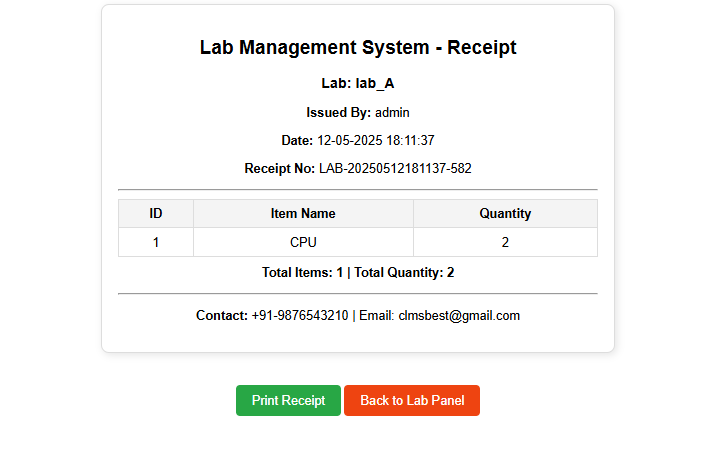 Lab Management System - Receipt
Lab: lab_A
Issued By: admin
Date: 12-05-2025 18:11:37
Receipt No: LAB-20250512181137-582
ID Item Name Quantity
1 CPU 2
Total Items: 1 | Total Quantity: 2
Contact: +91-9876543210 | Email: clmsbest@gmail.com
Print Receipt Back to Lab Panel